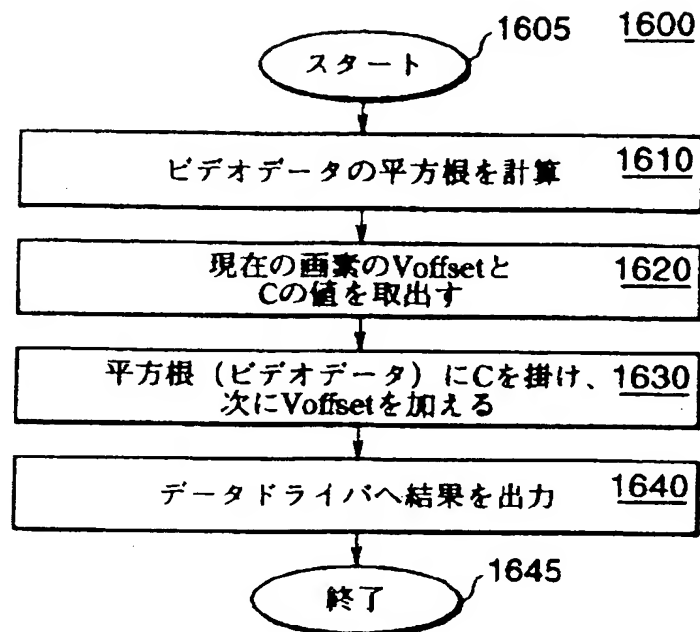 1605 1600
スタート
ビデオデータの平方根を計算 1610
現在の画素のVoffsetと
Cの値を取出す 1620
平方根（ビデオデータ）にCを掛け、 1630
次にVoffsetを加える
データドライバへ結果を出力 1640
1645
終了